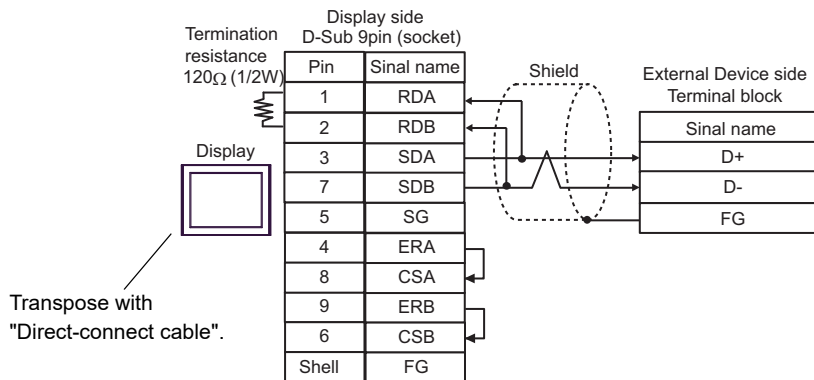 Display side
D-Sub 9pin (socket)
Termination
resistance
120Ω (1/2W)
Pin Sinal name
1 RDA
2 RDB
3 SDA
7 SDB
5 SG
4 ERA
8 CSA
9 ERB
6 CSB
Shell FG
Shield
External Device side
Terminal block
Sinal name
D+
D-
FG
Display
Transpose with
"Direct-connect cable".